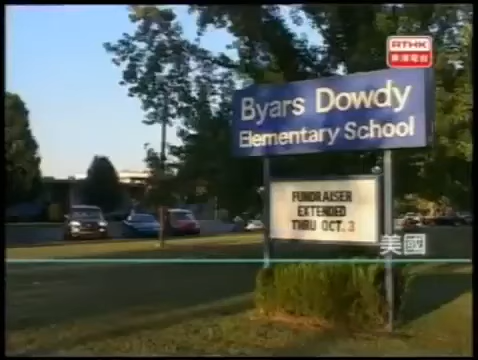 RTHK
香港電台
Byars Dowdy
Elementary School
FUNDRAISER
EXTENDED
THRU OCT. 3
美國